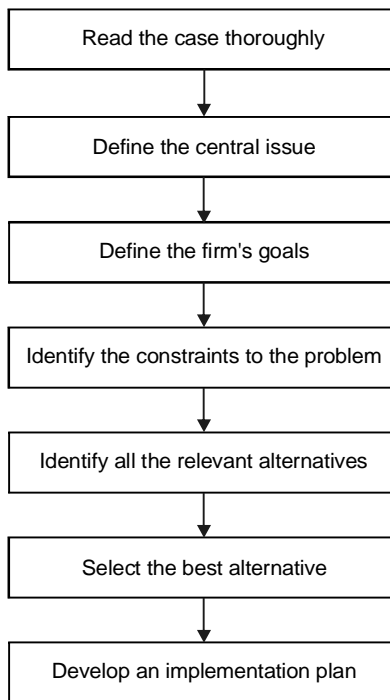 Read the case thoroughly
Define the central issue
Define the firm's goals
Identify the constraints to the problem
Identify all the relevant alternatives
Select the best alternative
Develop an implementation plan